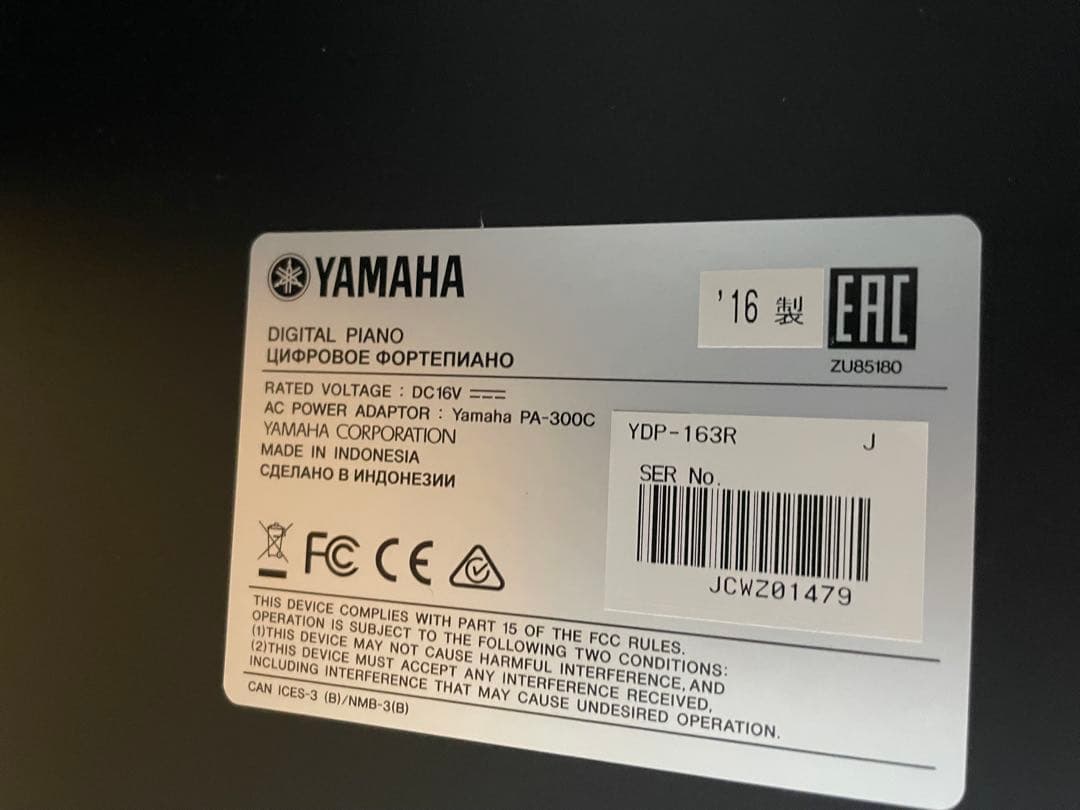 YAMAHA
'16 製
EAC
ZU85180
DIGITAL PIANO
ЦИФРОВОЕ ФОРТЕПИАНО
RATED VOLTAGE : DC16V
AC POWER ADAPTOR : Yamaha PA-300C
YAMAHA CORPORATION
MADE IN INDONESIA
СДЕЛАНО В ИНДОНЕЗИИ
YDP-163R J
SER No.
JCWZ01479
FC CE
THIS DEVICE COMPLIES WITH PART 15 OF THE FCC RULES.
OPERATION IS SUBJECT TO THE FOLLOWING TWO CONDITIONS:
(1)THIS DEVICE MAY NOT CAUSE HARMFUL INTERFERENCE, AND
(2)THIS DEVICE MUST ACCEPT ANY INTERFERENCE RECEIVED,
INCLUDING INTERFERENCE THAT MAY CAUSE UNDESIRED OPERATION.
CAN ICES-3 (B)/NMB-3(B)